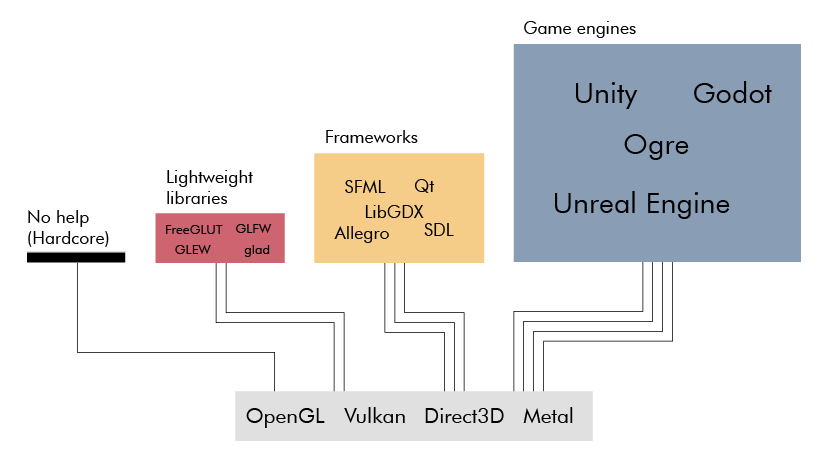 Game engines
Unity Godot
Ogre
Unreal Engine
Frameworks
SFML Qt
LibGDX
Allegro SDL
Lightweight
libraries
FreeGLUT GLFW
GLEW glad
No help
(Hardcore)
OpenGL Vulkan Direct3D Metal